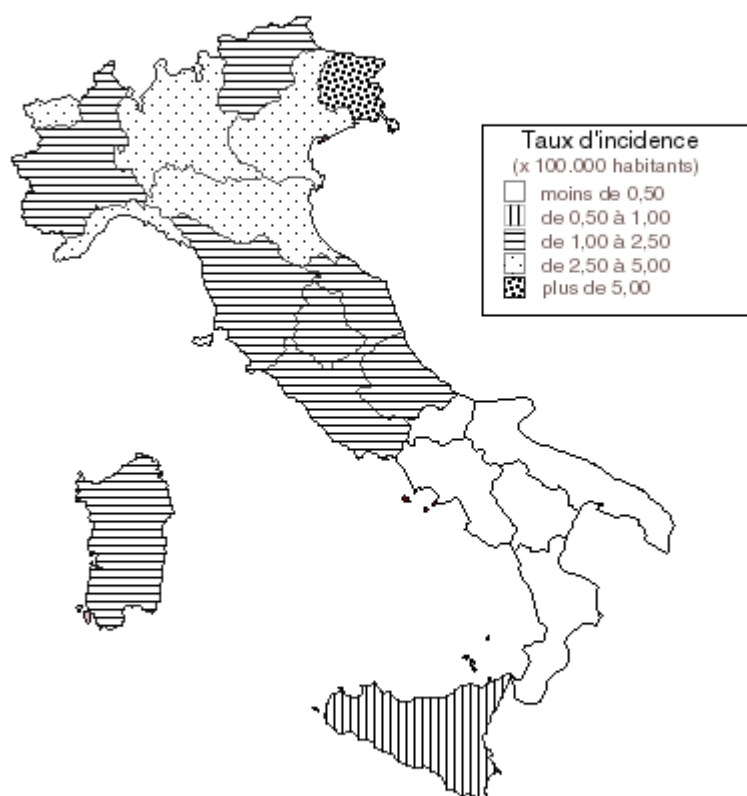 Taux d'incidence
(x 100.000 habitants)
moins de 0,50
de 0,50 à 1,00
de 1,00 à 2,50
de 2,50 à 5,00
plus de 5,00